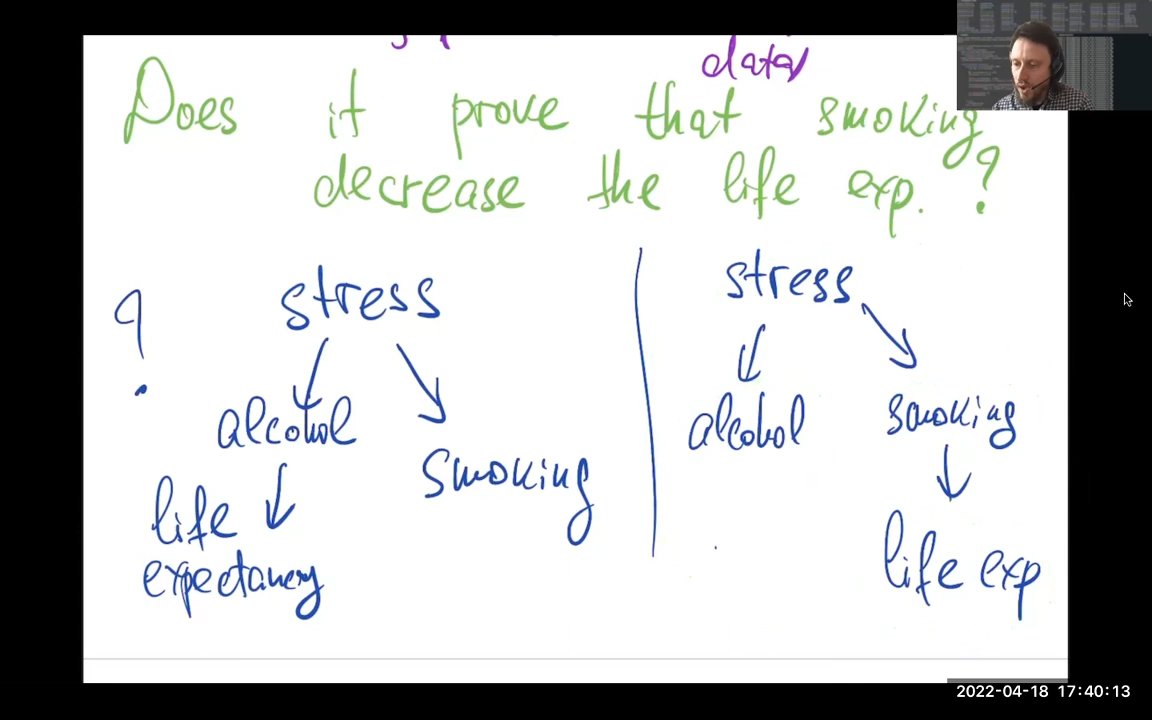 data
Does it prove that smoking
decrease the life exp. ?
?
stress
alcohol
smoking
life
expectancy
stress
alcohol
smoking
life exp
2022-04-18 17:40:13